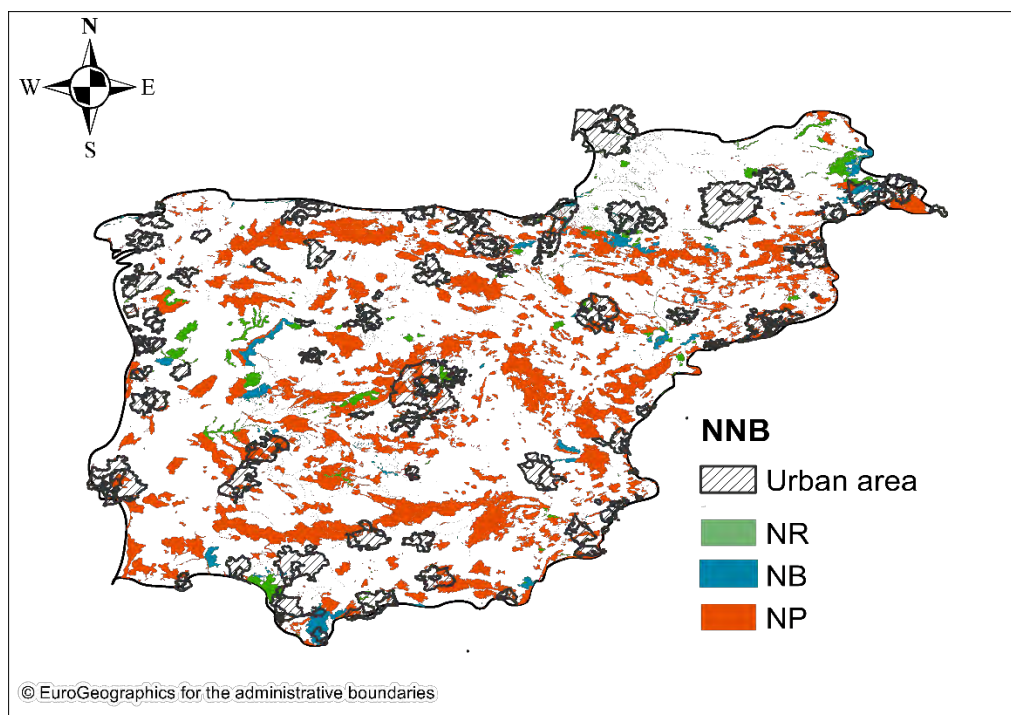 N
W E
S
NNB
Urban area
NR
NB
NP
© EuroGeographics for the administrative boundaries